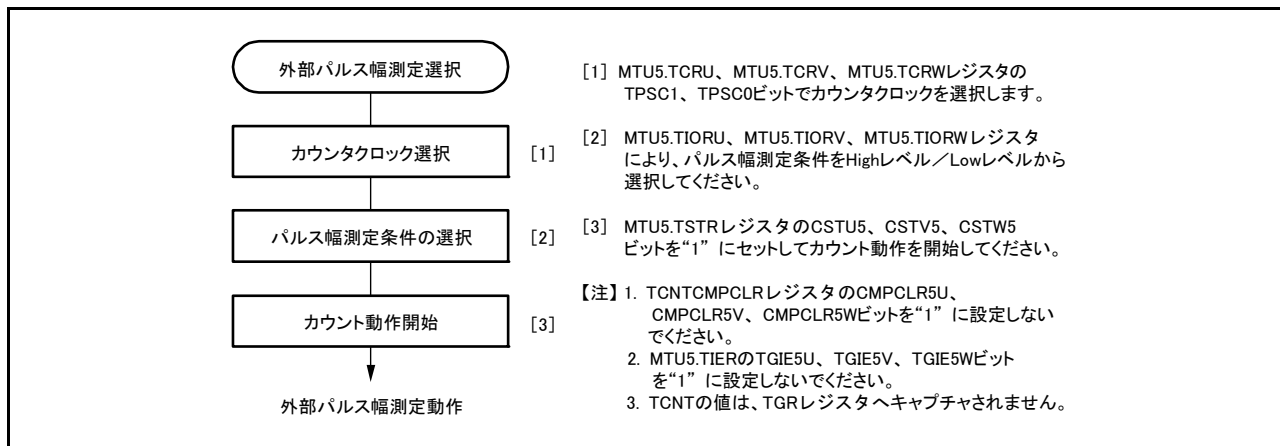 外部パルス幅測定選択
カウンタクロック選択 [1]
パルス幅測定条件の選択 [2]
カウント動作開始 [3]
外部パルス幅測定動作
[1] MTU5.TCRU、MTU5.TCRV、MTU5.TCRWレジスタの
TPSC1、TPSC0ビットでカウンタクロックを選択します。
[2] MTU5.TIORU、MTU5.TIORV、MTU5.TIORWレジスタ
により、パルス幅測定条件をHighレベル／Lowレベルから
選択してください。
[3] MTU5.TSTRレジスタのCSTU5、CSTV5、CSTW5
ビットを“1” にセットしてカウント動作を開始してください。
【注】 1. TCNTCMPCLRレジスタのCMPCLR5U、
CMPCLR5V、CMPCLR5Wビットを“1” に設定しない
でください。
2. MTU5.TIERのTGIE5U、TGIE5V、TGIE5Wビット
を“1” に設定しないでください。
3. TCNTの値は、TGRレジスタへキャプチャされません。